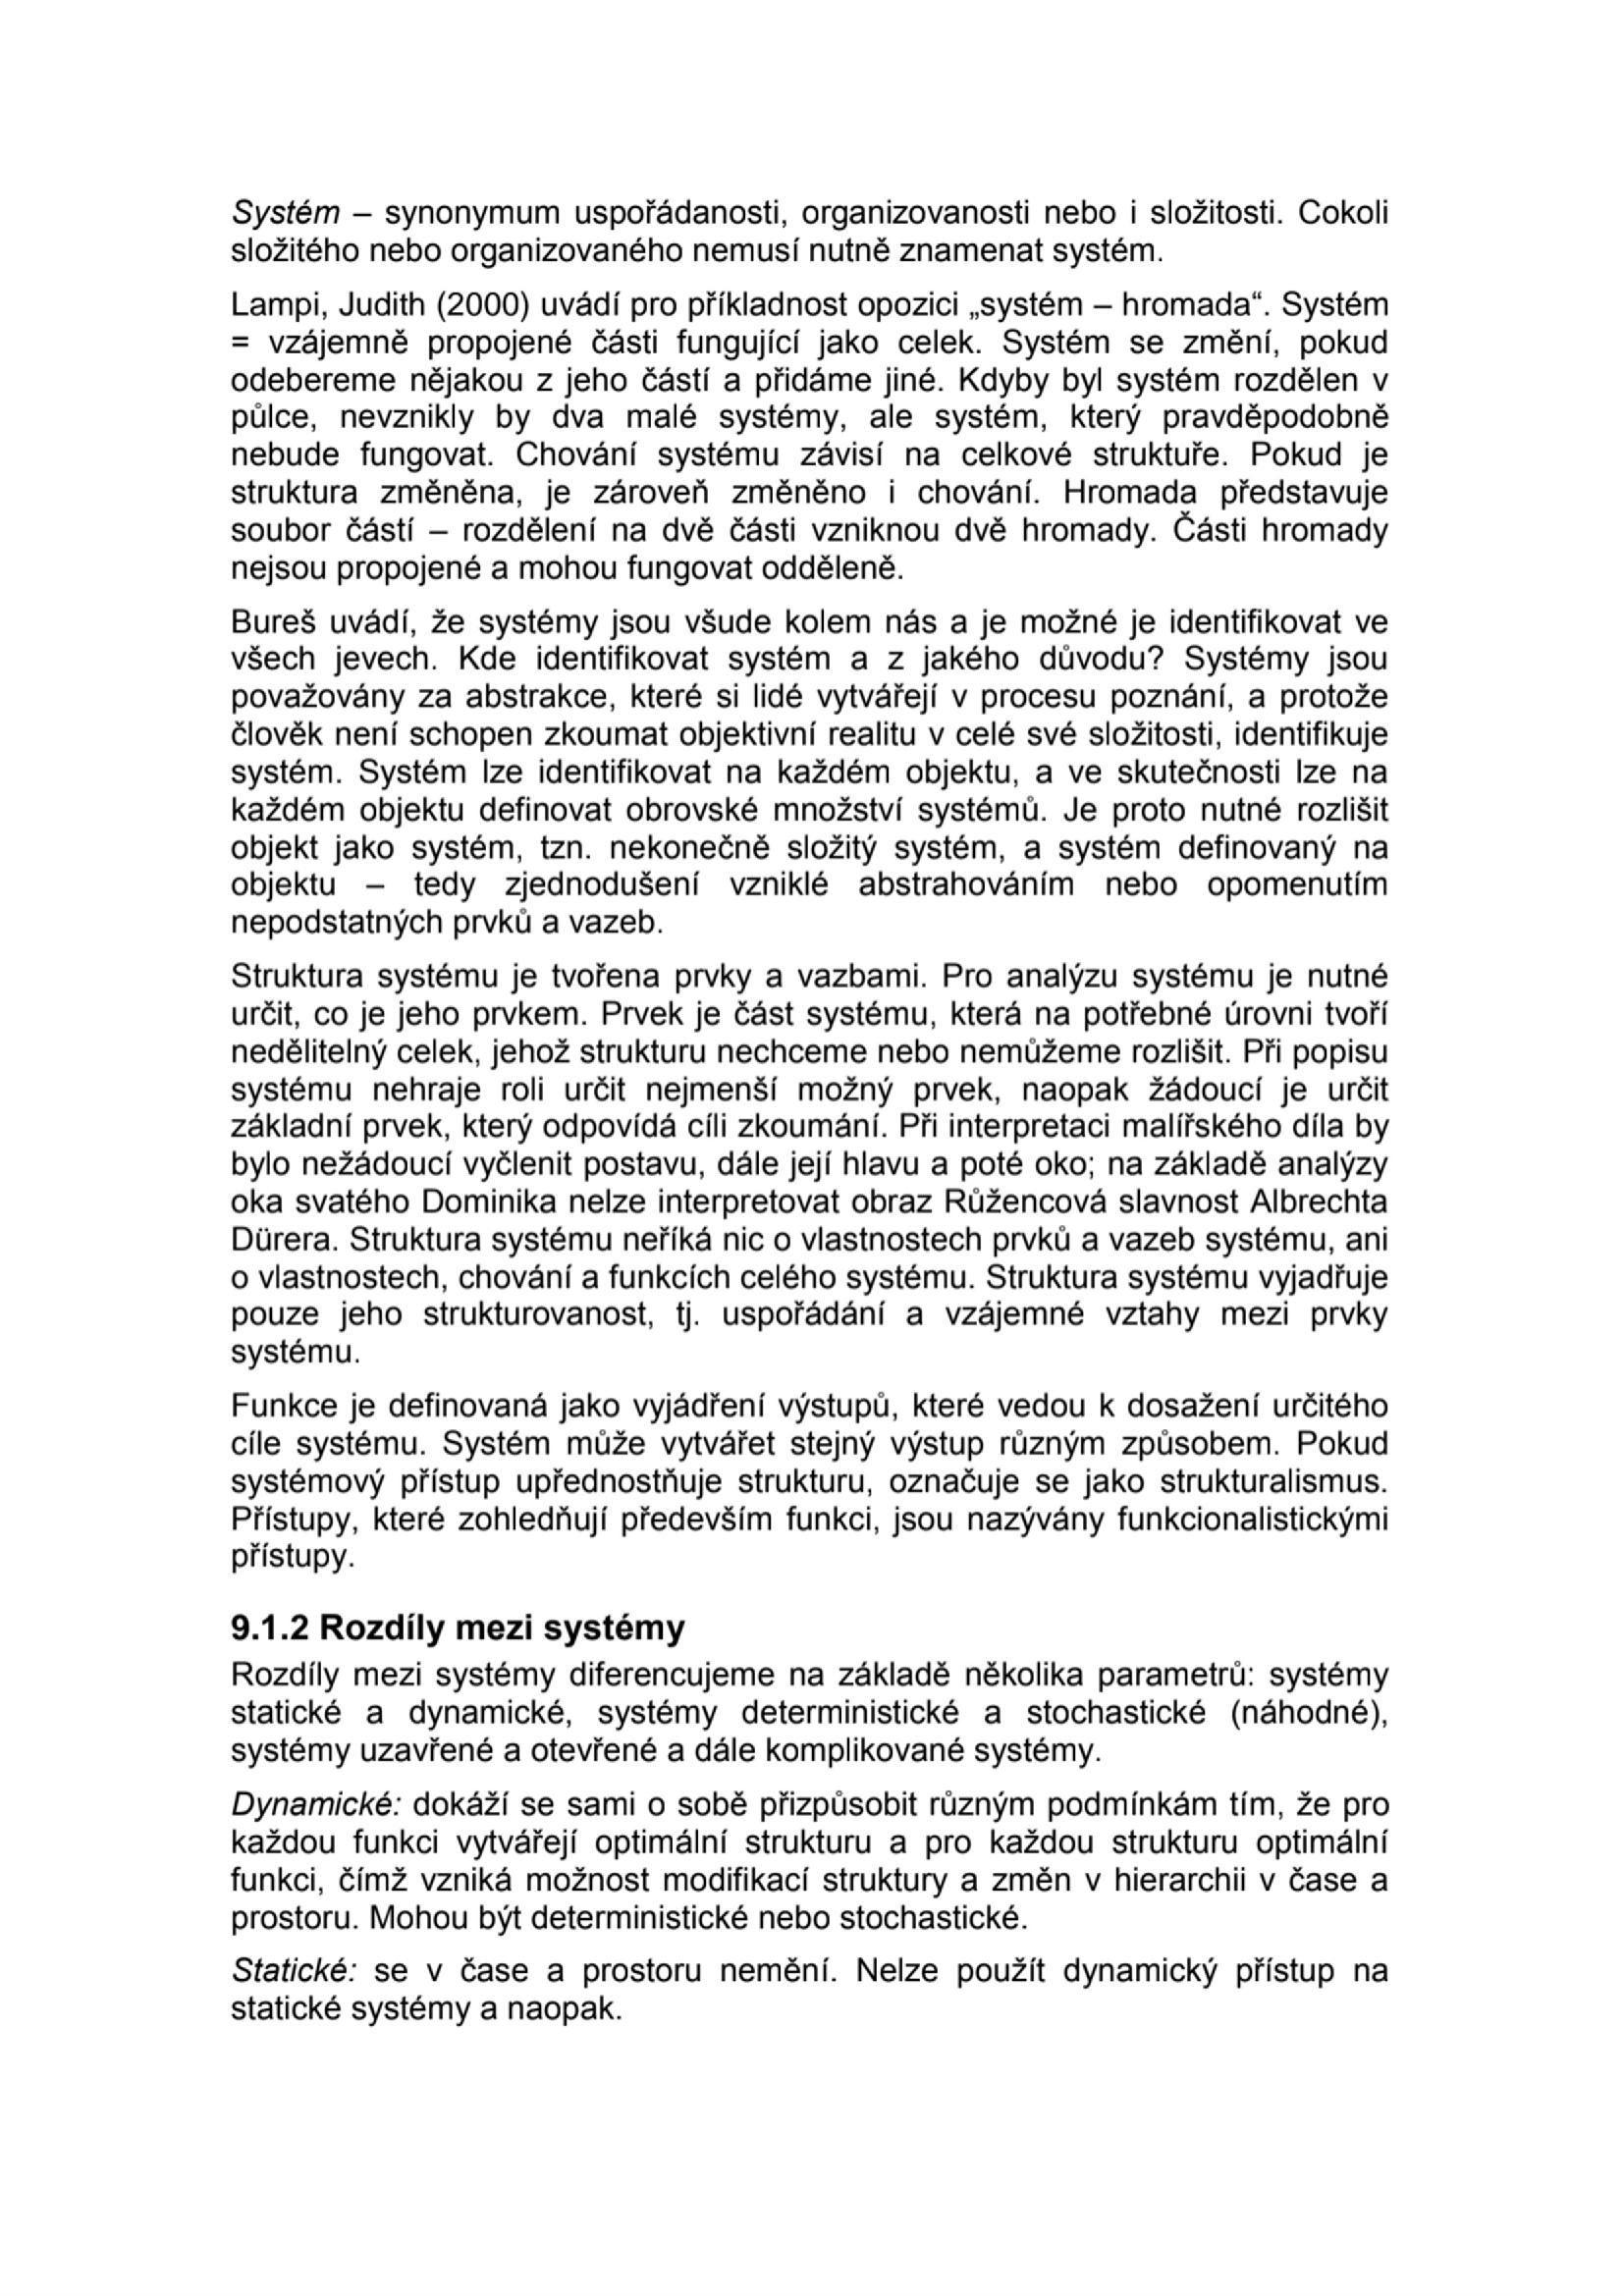 Systém – synonymum uspořádanosti, organizovanosti nebo i složitosti. Cokoli
složitého nebo organizovaného nemusí nutně znamenat systém.
Lampi, Judith (2000) uvádí pro příkladnost opozici „systém – hromada“. Systém
= vzájemně propojené části fungující jako celek. Systém se změní, pokud
odebereme nějakou z jeho částí a přidáme jiné. Kdyby byl systém rozdělen v
půlce, nevznikly by dva malé systémy, ale systém, který pravděpodobně
nebude fungovat. Chování systému závisí na celkové struktuře. Pokud je
struktura změněna, je zároveň změněno i chování. Hromada představuje
soubor částí – rozdělení na dvě části vzniknou dvě hromady. Části hromady
nejsou propojené a mohou fungovat odděleně.
Bureš uvádí, že systémy jsou všude kolem nás a je možné je identifikovat ve
všech jevech. Kde identifikovat systém a z jakého důvodu? Systémy jsou
považovány za abstrakce, které si lidé vytvářejí v procesu poznání, a protože
člověk není schopen zkoumat objektivní realitu v celé své složitosti, identifikuje
systém. Systém lze identifikovat na každém objektu, a ve skutečnosti lze na
každém objektu definovat obrovské množství systémů. Je proto nutné rozlišit
objekt jako systém, tzn. nekonečně složitý systém, a systém definovaný na
objektu – tedy zjednodušení vzniklé abstrahováním nebo opomenutím
nepodstatných prvků a vazeb.
Struktura systému je tvořena prvky a vazbami. Pro analýzu systému je nutné
určit, co je jeho prvkem. Prvek je část systému, která na potřebné úrovni tvoří
nedělitelný celek, jehož strukturu nechceme nebo nemůžeme rozlišit. Při popisu
systému nehraje roli určit nejmenší možný prvek, naopak žádoucí je určit
základní prvek, který odpovídá cíli zkoumání. Při interpretaci malířského díla by
bylo nežádoucí vyčlenit postavu, dále její hlavu a poté oko; na základě analýzy
oka svatého Dominika nelze interpretovat obraz Růžencová slavnost Albrechta
Dürera. Struktura systému neříká nic o vlastnostech prvků a vazeb systému, ani
o vlastnostech, chování a funkcích celého systému. Struktura systému vyjadřuje
pouze jeho strukturovanost, tj. uspořádání a vzájemné vztahy mezi prvky
systému.
Funkce je definovaná jako vyjádření výstupů, které vedou k dosažení určitého
cíle systému. Systém může vytvářet stejný výstup různým způsobem. Pokud
systémový přístup upřednostňuje strukturu, označuje se jako strukturalismus.
Přístupy, které zohledňují především funkci, jsou nazývány funkcionalistickými
přístupy.
9.1.2 Rozdíly mezi systémy
Rozdíly mezi systémy diferencujeme na základě několika parametrů: systémy
statické a dynamické, systémy deterministické a stochastické (náhodné),
systémy uzavřené a otevřené a dále komplikované systémy.
Dynamické: dokáží se sami o sobě přizpůsobit různým podmínkám tím, že pro
každou funkci vytvářejí optimální strukturu a pro každou strukturu optimální
funkci, čímž vzniká možnost modifikací struktury a změn v hierarchii v čase a
prostoru. Mohou být deterministické nebo stochastické.
Statické: se v čase a prostoru nemění. Nelze použít dynamický přístup na
statické systémy a naopak.